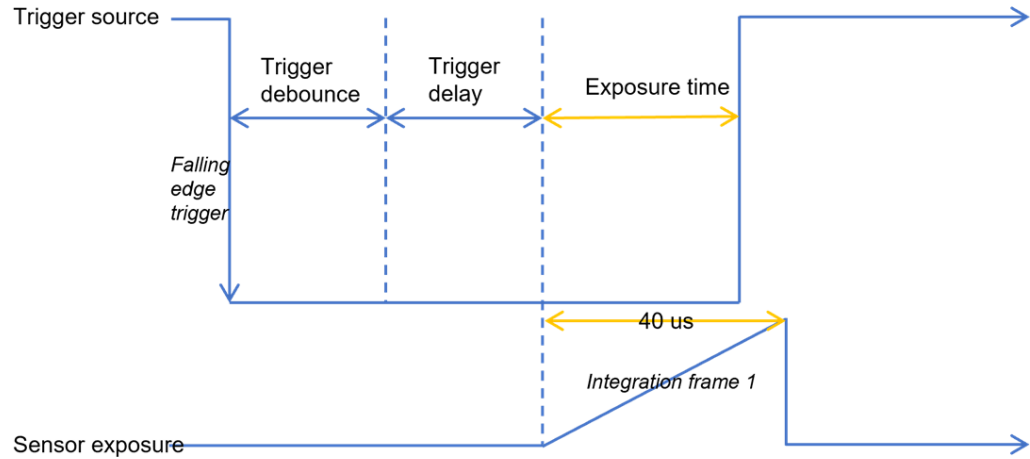 Trigger source
Trigger
debounce
Trigger
delay
Exposure time
Falling
edge
trigger
40 us
Integration frame 1
Sensor exposure